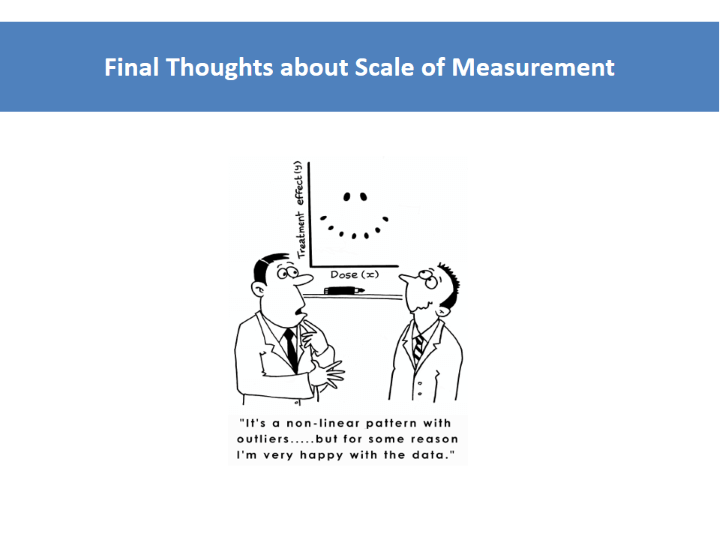 Final Thoughts about Scale of Measurement
Treatment effect (y)
Dose (x)
"It's a non-linear pattern with
outliers.....but for some reason
I'm very happy with the data."